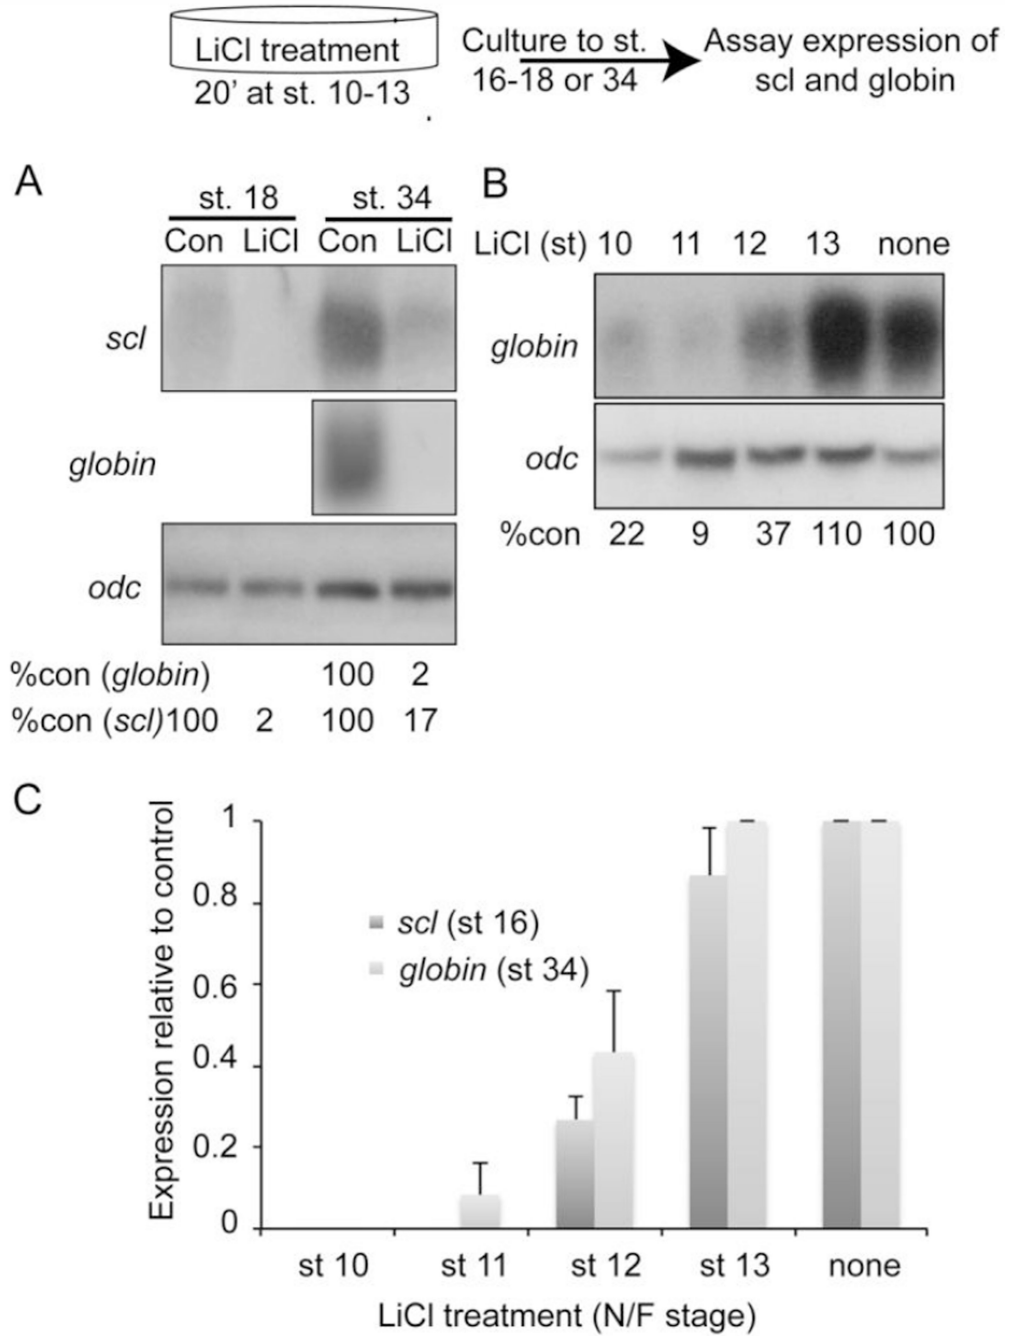 LiCl treatment
20’ at st. 10-13
Culture to st.
16-18 or 34
Assay expression of
scl and globin
A
st. 18 st. 34
Con LiCl Con LiCl
scl
globin
odc
%con (globin) 100 2
%con (scl)100 2 100 17
B
LiCl (st) 10 11 12 13 none
globin
odc
%con 22 9 37 110 100
C
Expression relative to control
1
0.8
0.6
0.4
0.2
0
scl (st 16)
globin (st 34)
st 10 st 11 st 12 st 13 none
LiCl treatment (N/F stage)